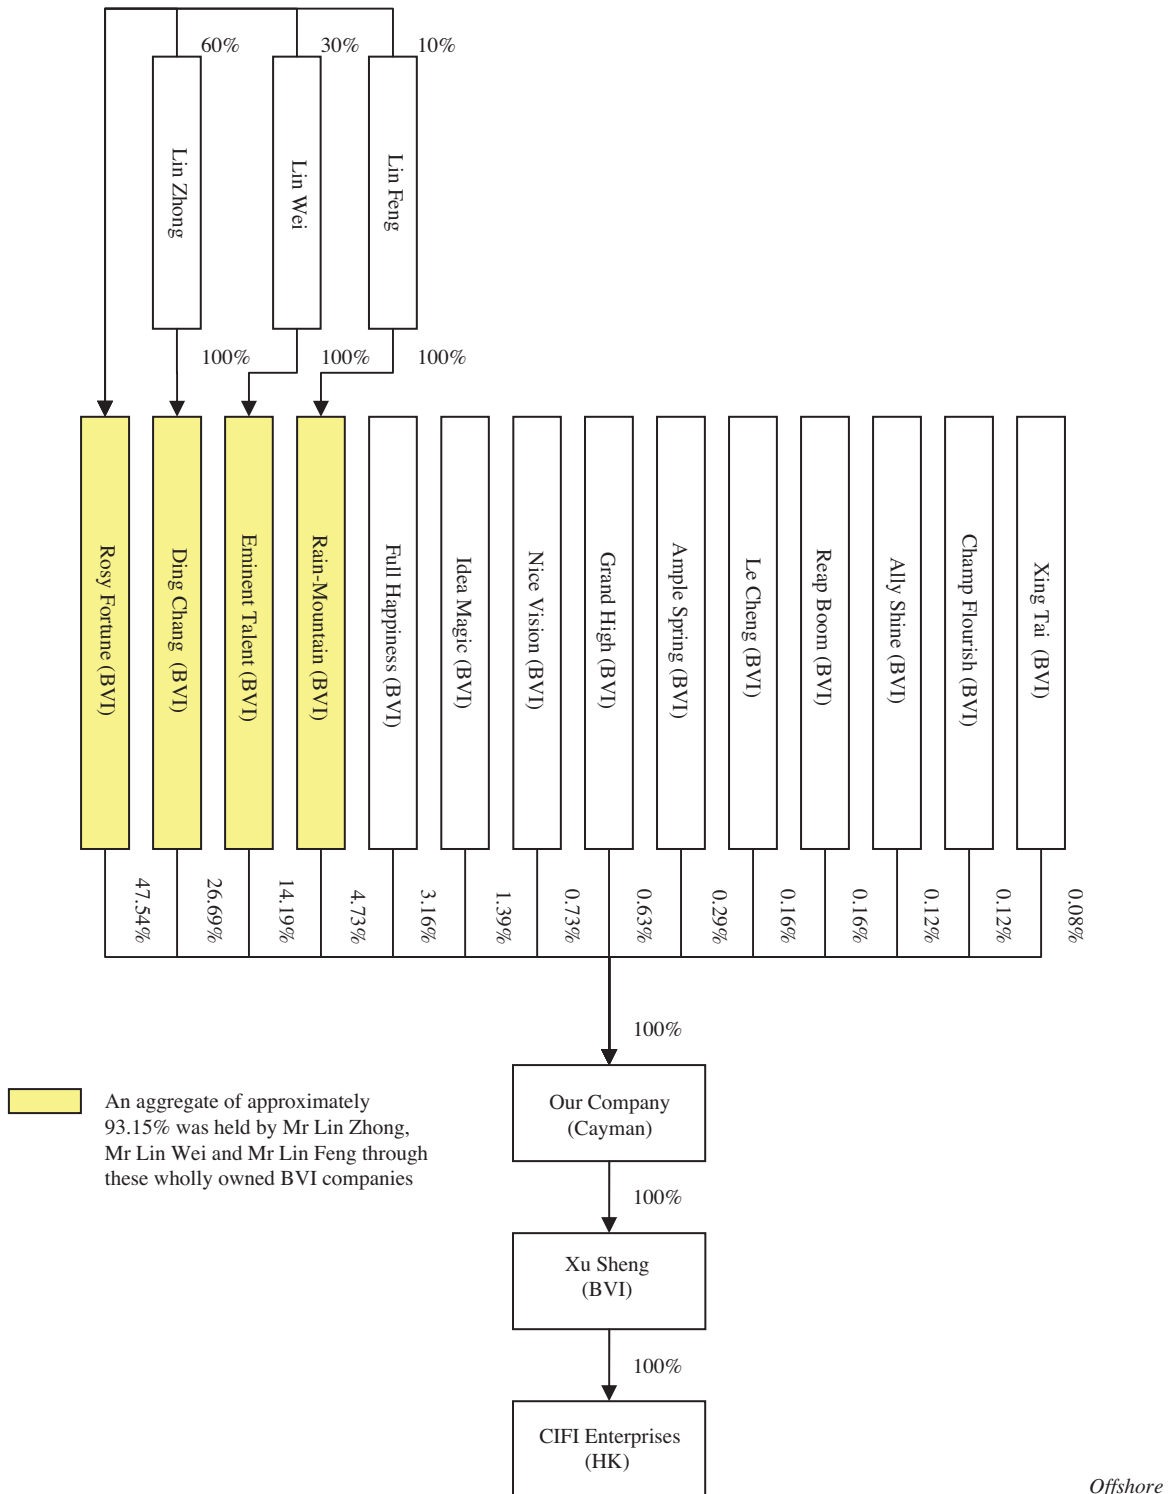 60%
30%
10%
Lin Zhong
Lin Wei
Lin Feng
100%
100%
100%
Rosy Fortune (BVI)
Ding Chang (BVI)
Eminent Talent (BVI)
Rain-Mountain (BVI)
Full Happiness (BVI)
Idea Magic (BVI)
Nice Vision (BVI)
Grand High (BVI)
Ample Spring (BVI)
Le Cheng (BVI)
Reap Boom (BVI)
Ally Shine (BVI)
Champ Flourish (BVI)
Xing Tai (BVI)
47.54%
26.69%
14.19%
4.73%
3.16%
1.39%
0.73%
0.63%
0.29%
0.16%
0.16%
0.12%
0.12%
0.08%
100%
Our Company
(Cayman)
An aggregate of approximately
93.15% was held by Mr Lin Zhong,
Mr Lin Wei and Mr Lin Feng through
these wholly owned BVI companies
100%
Xu Sheng
(BVI)
100%
CIFI Enterprises
(HK)
Offshore